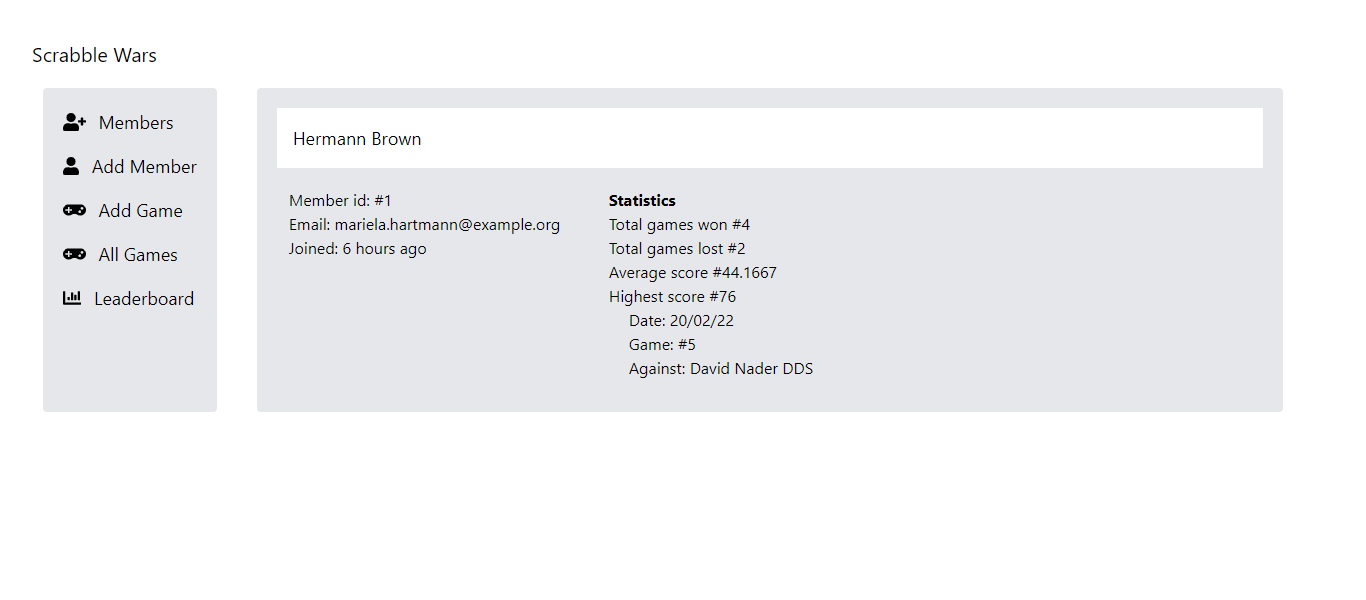 Scrabble Wars
Members
Add Member
Add Game
All Games
Leaderboard
Hermann Brown
Member id: #1
Email: mariela.hartmann@example.org
Joined: 6 hours ago
Statistics
Total games won #4
Total games lost #2
Average score #44.1667
Highest score #76
Date: 20/02/22
Game: #5
Against: David Nader DDS